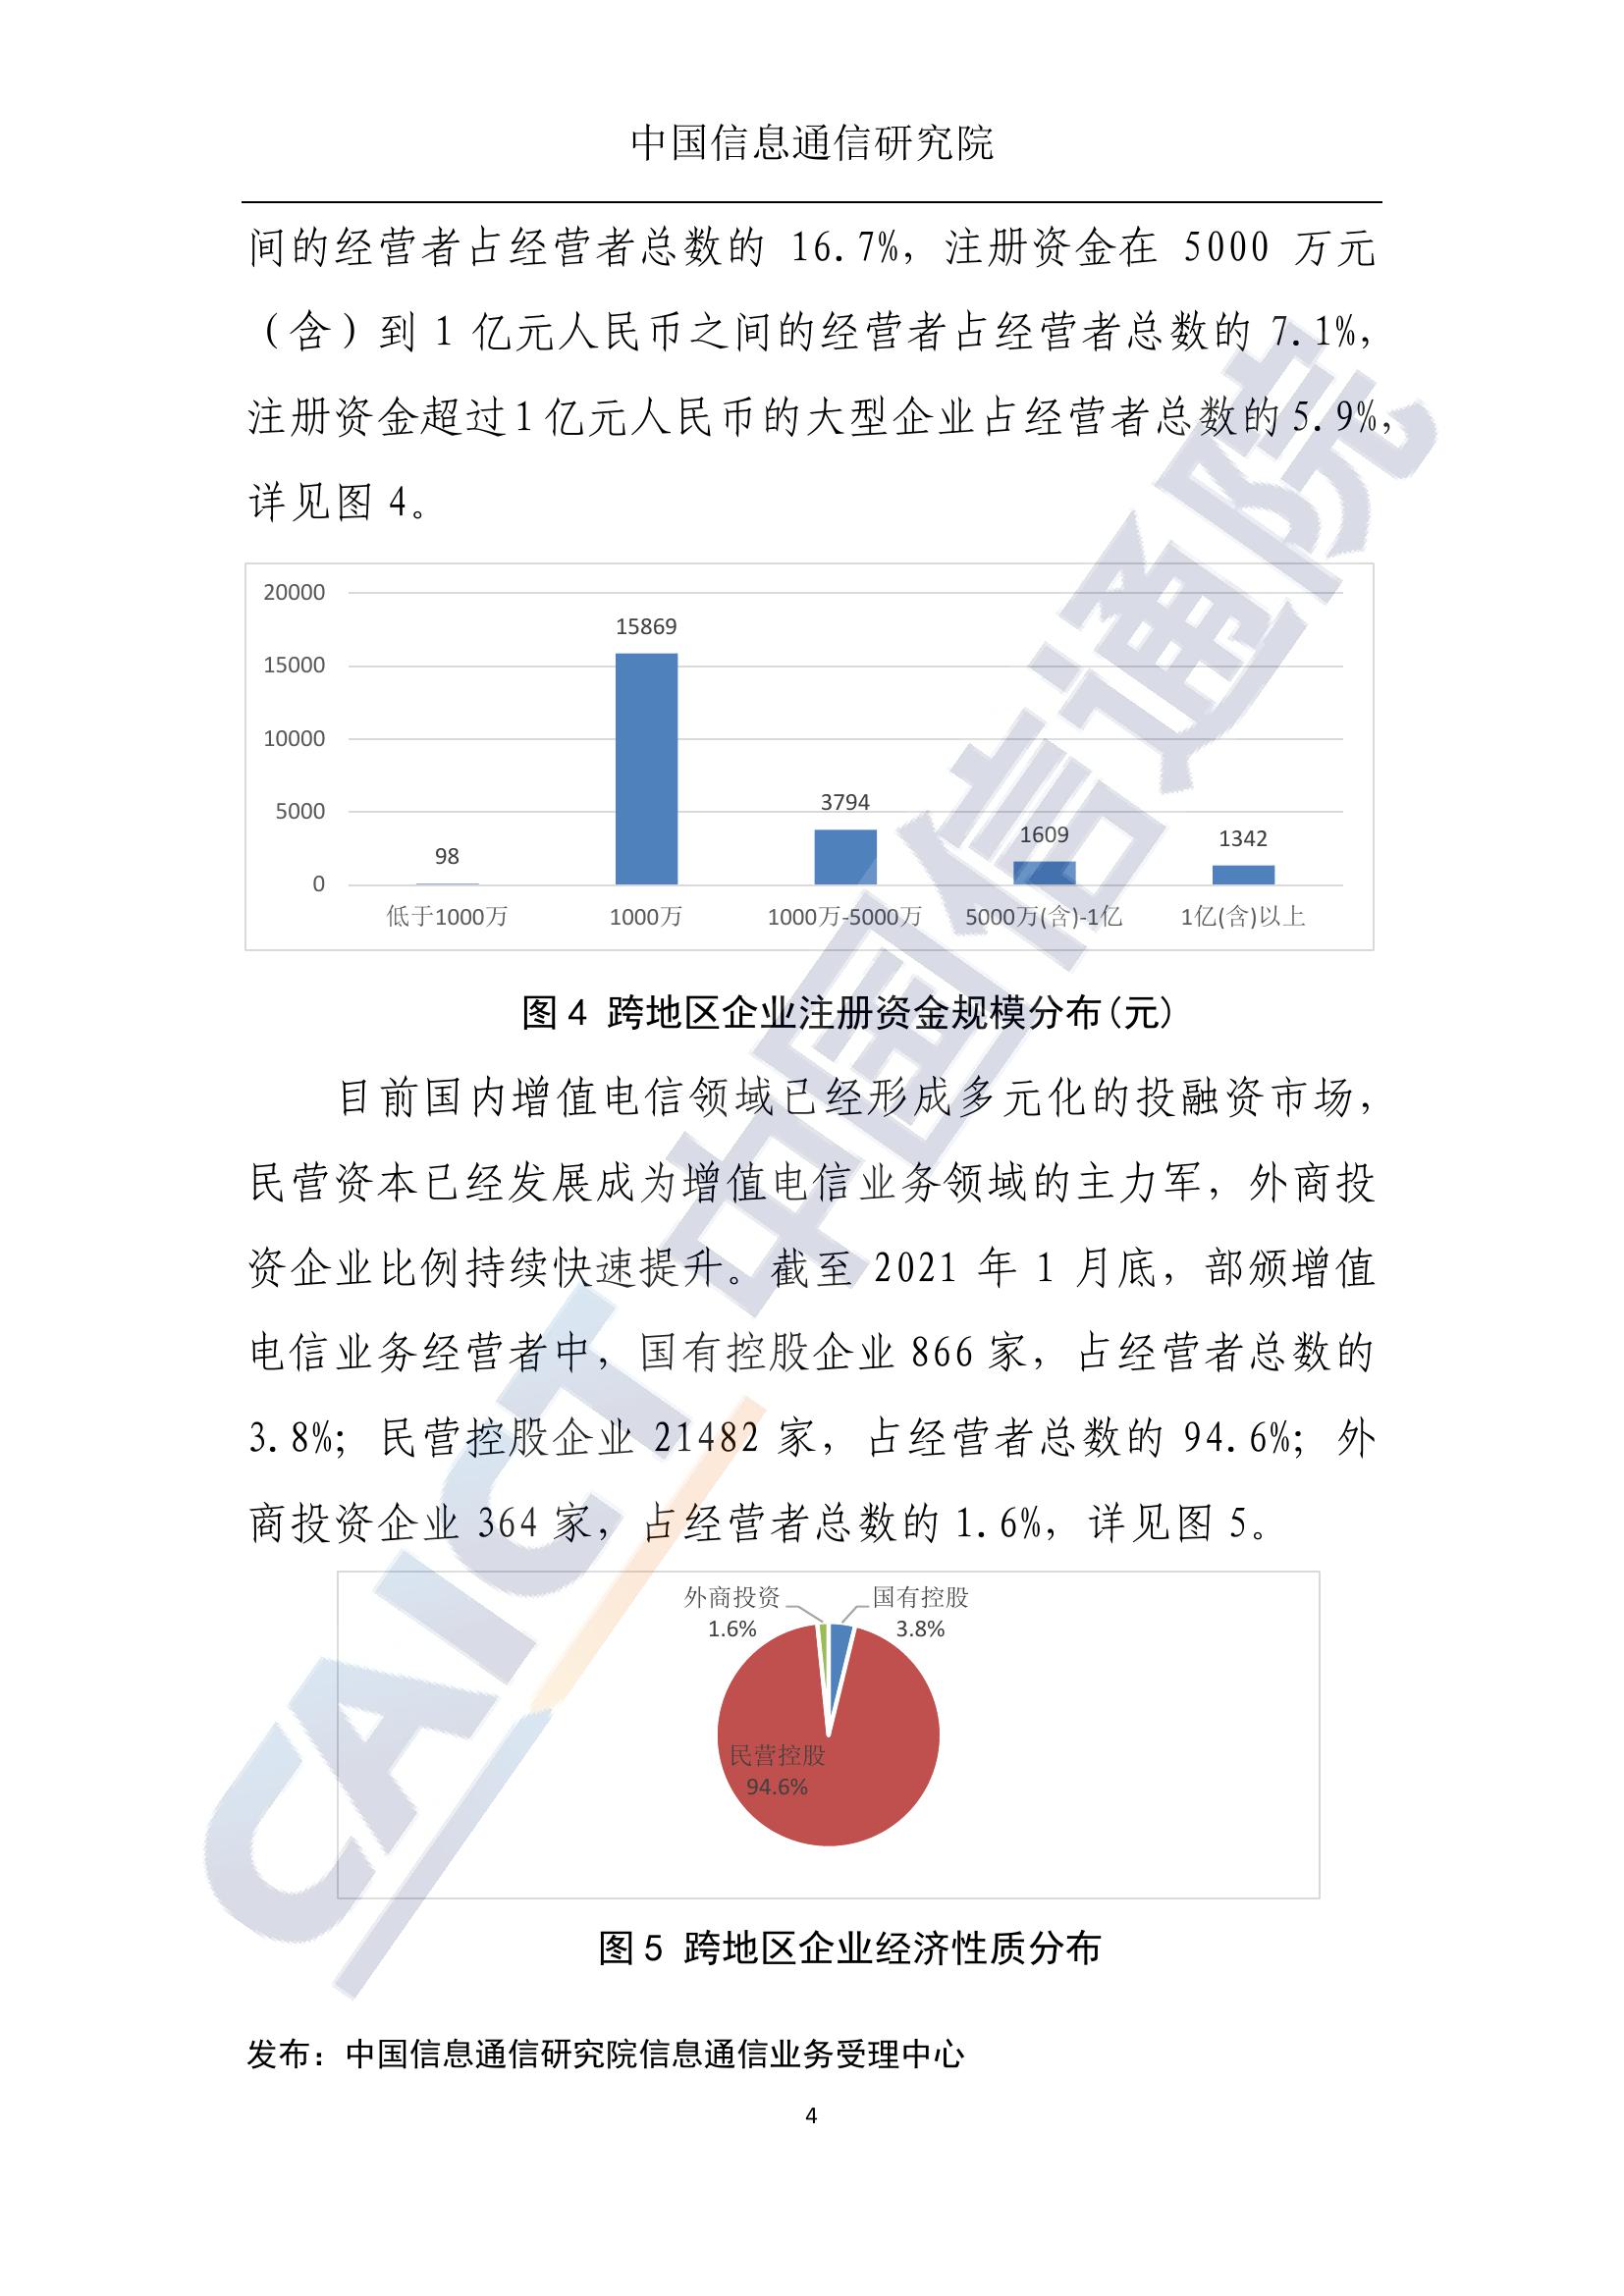 中国信息通信研究院
间的经营者占经营者总数的 16.7%，注册资金在 5000 万元
（含）到 1 亿元人民币之间的经营者占经营者总数的 7.1%，
注册资金超过1亿元人民币的大型企业占经营者总数的5.9%，
详见图 4。
20000
15000
10000
5000
0
98
15869
3794
1609
1342
低于1000万
1000万
1000万-5000万
5000万(含)-1亿
1亿(含)以上
图 4 跨地区企业注册资金规模分布(元)
目前国内增值电信领域已经形成多元化的投融资市场，
民营资本已经发展成为增值电信业务领域的主力军，外商投
资企业比例持续快速提升。截至 2021 年 1 月底，部颁增值
电信业务经营者中，国有控股企业 866 家，占经营者总数的
3.8%；民营控股企业 21482 家，占经营者总数的 94.6%；外
商投资企业 364 家，占经营者总数的 1.6%，详见图 5。
外商投资
1.6%
国有控股
3.8%
民营控股
94.6%
图 5 跨地区企业经济性质分布
发布：中国信息通信研究院信息通信业务受理中心
4
CAICT 中国信通院